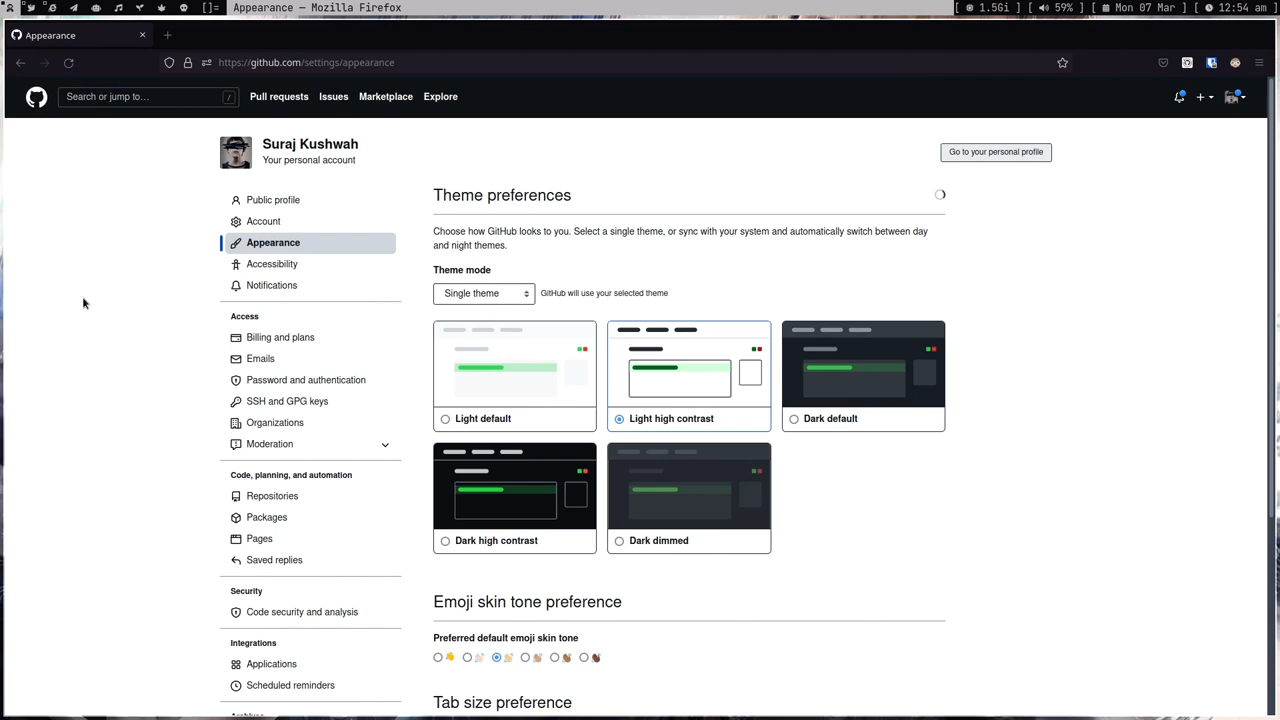 []=
Appearance — Mozilla Firefox
[ 1.56i ] [ 59% ] [ Mon 07 Mar ] [ 12:54 am ]
Appearance
https://github.com/settings/appearance
Search or jump to…
/
Pull requests
Issues
Marketplace
Explore
Suraj Kushwah
Your personal account
Go to your personal profile
Public profile
Account
Appearance
Accessibility
Notifications
Access
Billing and plans
Emails
Password and authentication
SSH and GPG keys
Organizations
Moderation
Code, planning, and automation
Repositories
Packages
Pages
Saved replies
Security
Code security and analysis
Integrations
Applications
Scheduled reminders
Archives
Theme preferences
Choose how GitHub looks to you. Select a single theme, or sync with your system and automatically switch between day
and night themes.
Theme mode
Single theme
GitHub will use your selected theme
Light default
Light high contrast
Dark default
Dark high contrast
Dark dimmed
Emoji skin tone preference
Preferred default emoji skin tone
Tab size preference